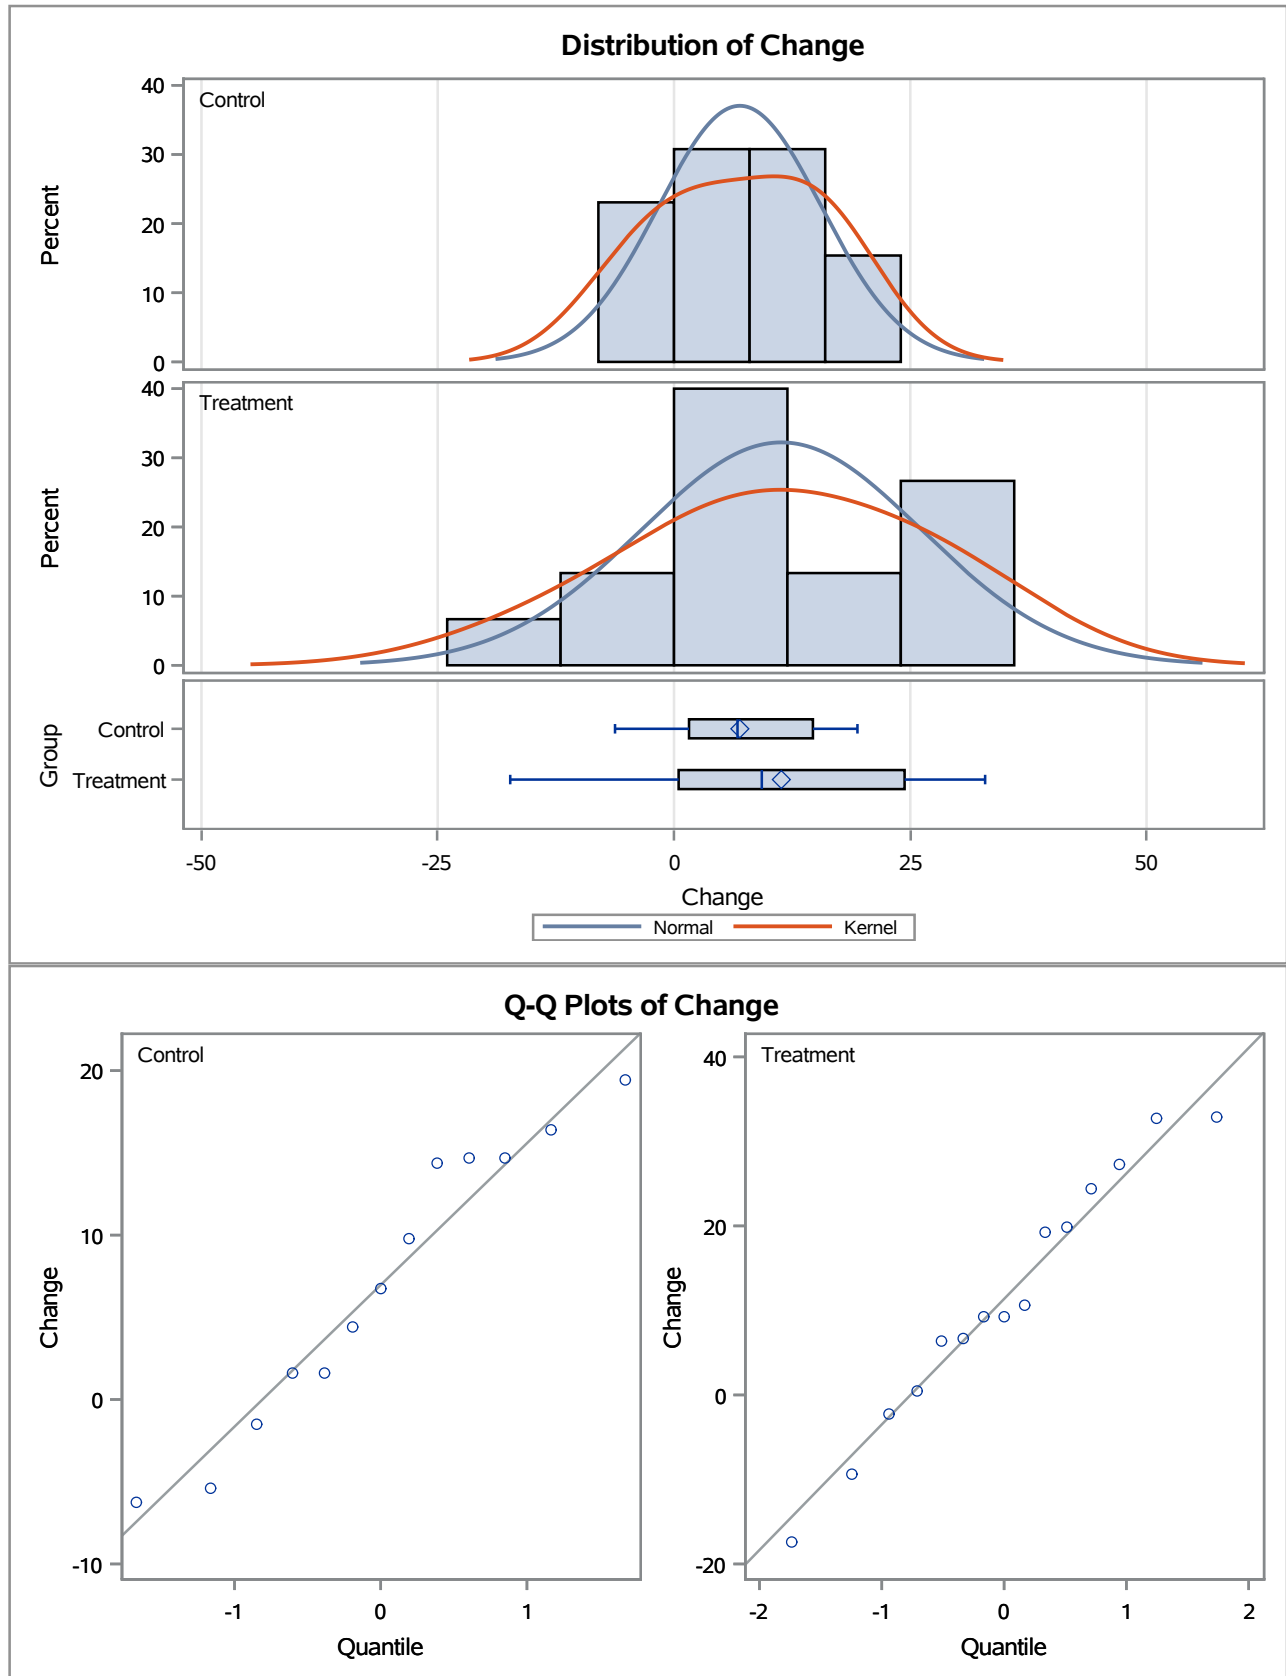 Distribution of Change
Control
Percent
40
30
20
10
0
Treatment
Percent
40
30
20
10
0
Group
Control
Treatment
-50 -25 0 25 50
Change
Normal Kernel
Q-Q Plots of Change
Control
Change
20
10
0
-10
-1 0 1
Quantile
Treatment
Change
40
20
0
-20
-2 -1 0 1 2
Quantile